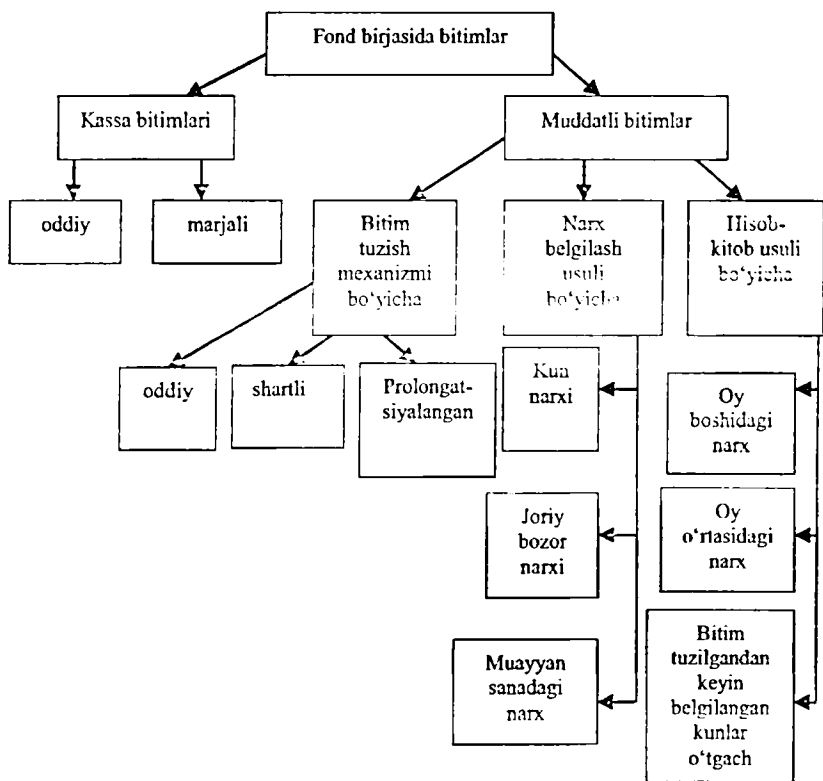 Fond birjasida bitimlar
Kassa bitimlari
Muddatli bitimlar
oddiy
marjali
Bitim
tuzish
mexanizmi
bo‘yicha
Narx
belgilash
usuli
bo‘yicha
Hisob-
kitob usuli
bo‘yicha
oddiy
shartli
Prolongat-
siyalangan
Kun
narxi
Joriy
bozor
narxi
Muayyan
sanadagi
narx
Oy
boshidagi
narx
Oy
o‘rtasidagi
narx
Bitim
tuzilgandan
keyin
belgilangan
kunlar
o‘tgach